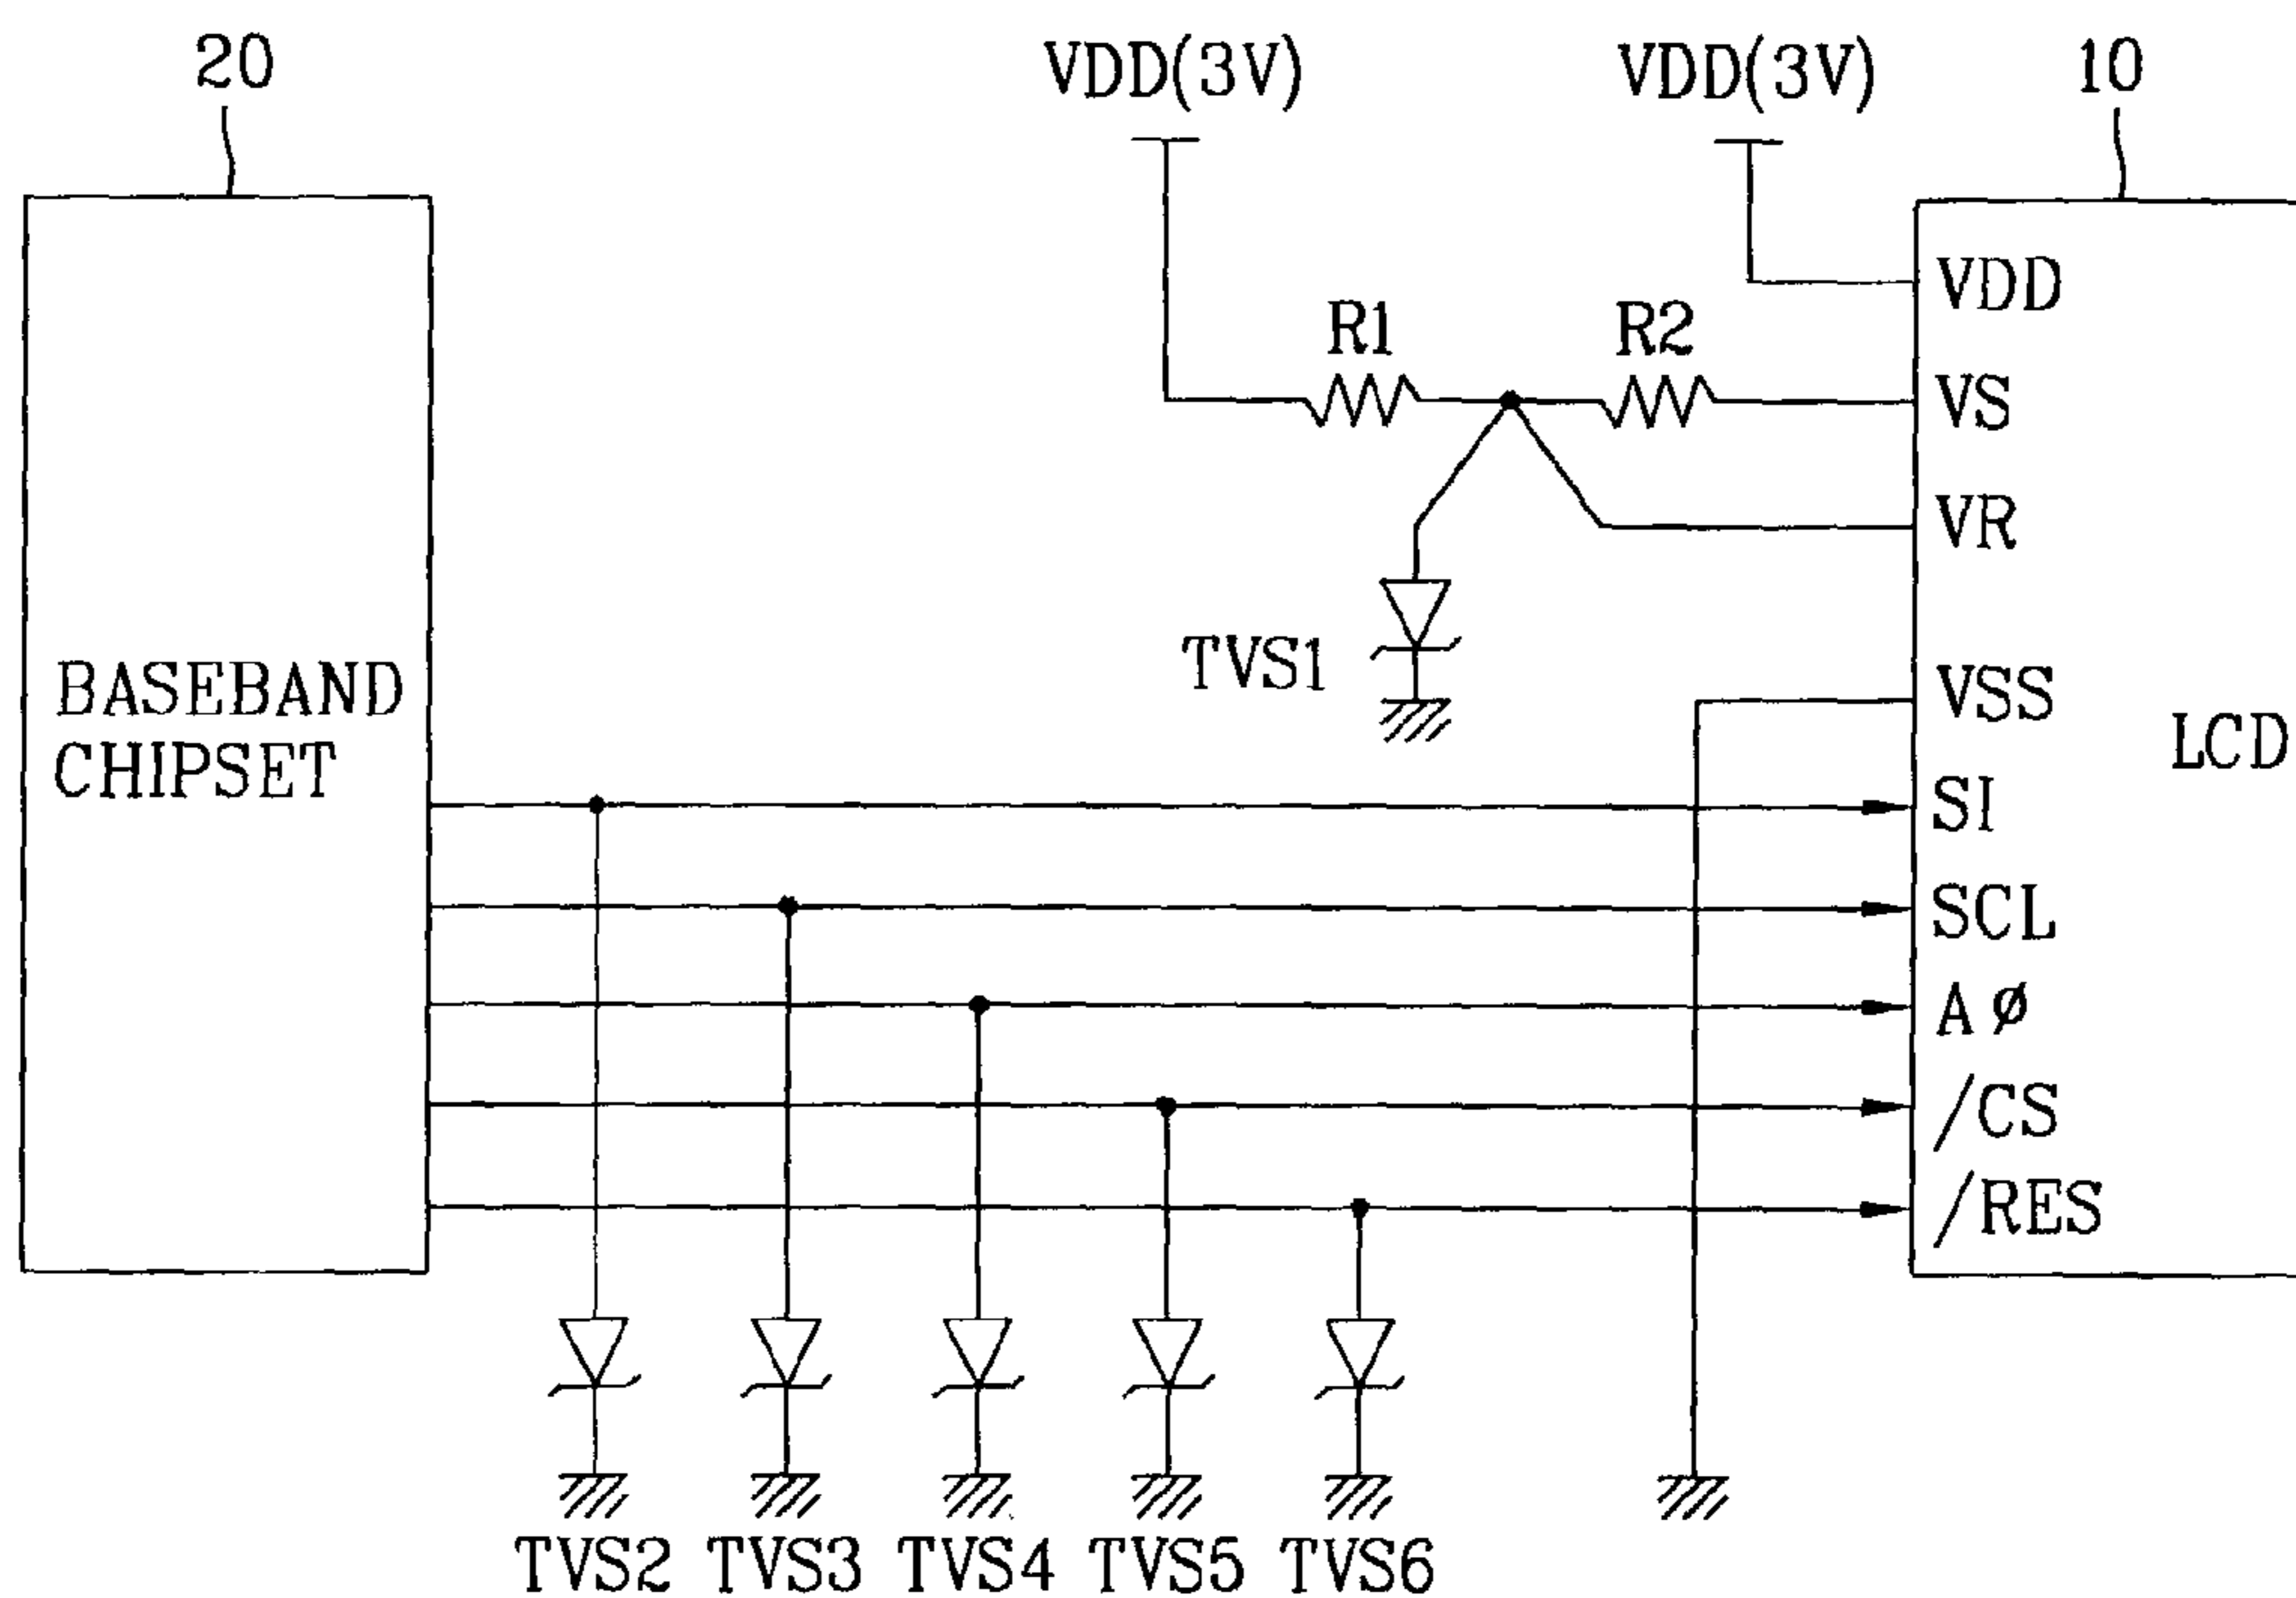 20
VDD(3V)
VDD(3V)
10
VDD
R1
R2
VS
VR
TVS1
VSS
BASEBAND
CHIPSET
LCD
SI
SCL
AØ
/CS
/RES
TVS2 TVS3 TVS4 TVS5 TVS6